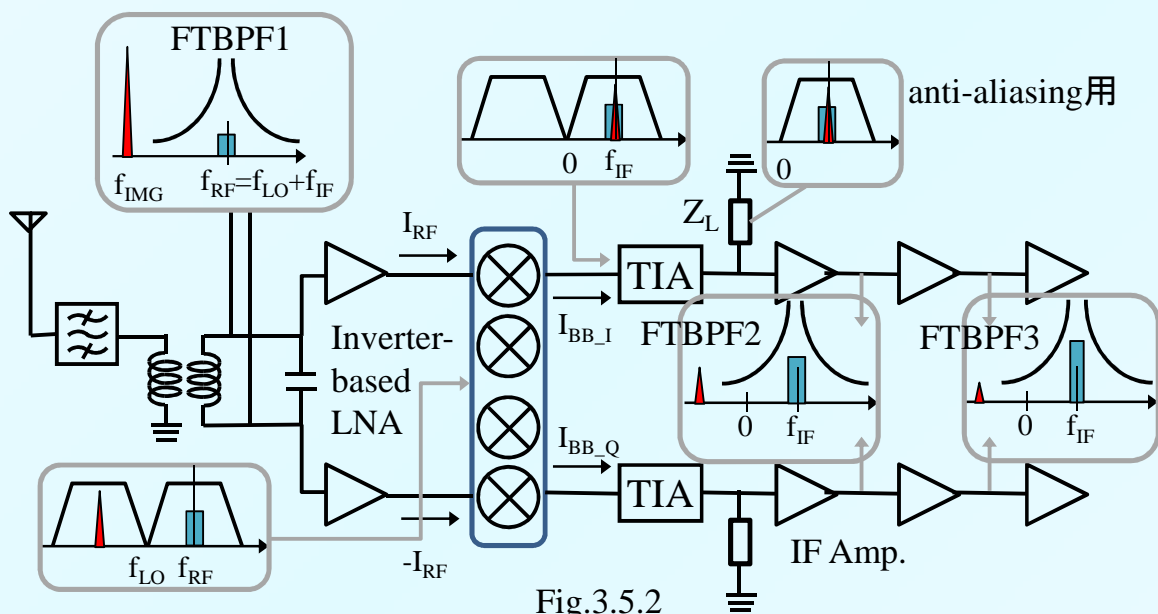 FTBPF1
f_IMG
f_RF=f_LO+f_IF
0
f_IF
0
anti-aliasing用
I_RF
Z_L
TIA
I_BB_I
Inverter-
based
LNA
FTBPF2
0
f_IF
FTBPF3
0
f_IF
I_BB_Q
TIA
f_LO
f_RF
-I_RF
IF Amp.
Fig.3.5.2